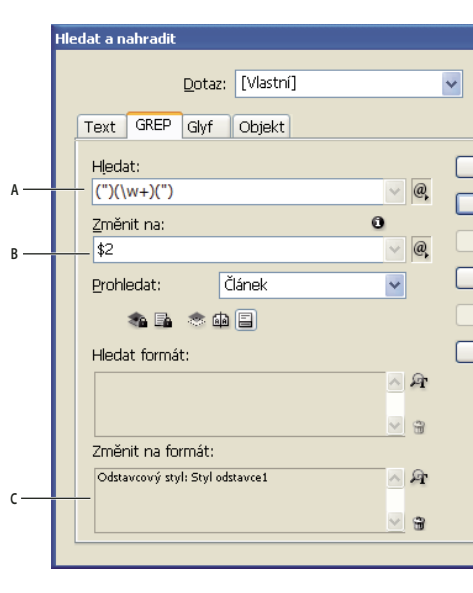 Hledat a nahradit
Dotaz: [Vlastní]
Text GREP Glyf Objekt
Hledat:
A (")(\w+)(")
Změnit na:
B $2
Prohledat: Článek
Hledat formát:
Změnit na formát:
Odstavcový styl: Styl odstavce1
C